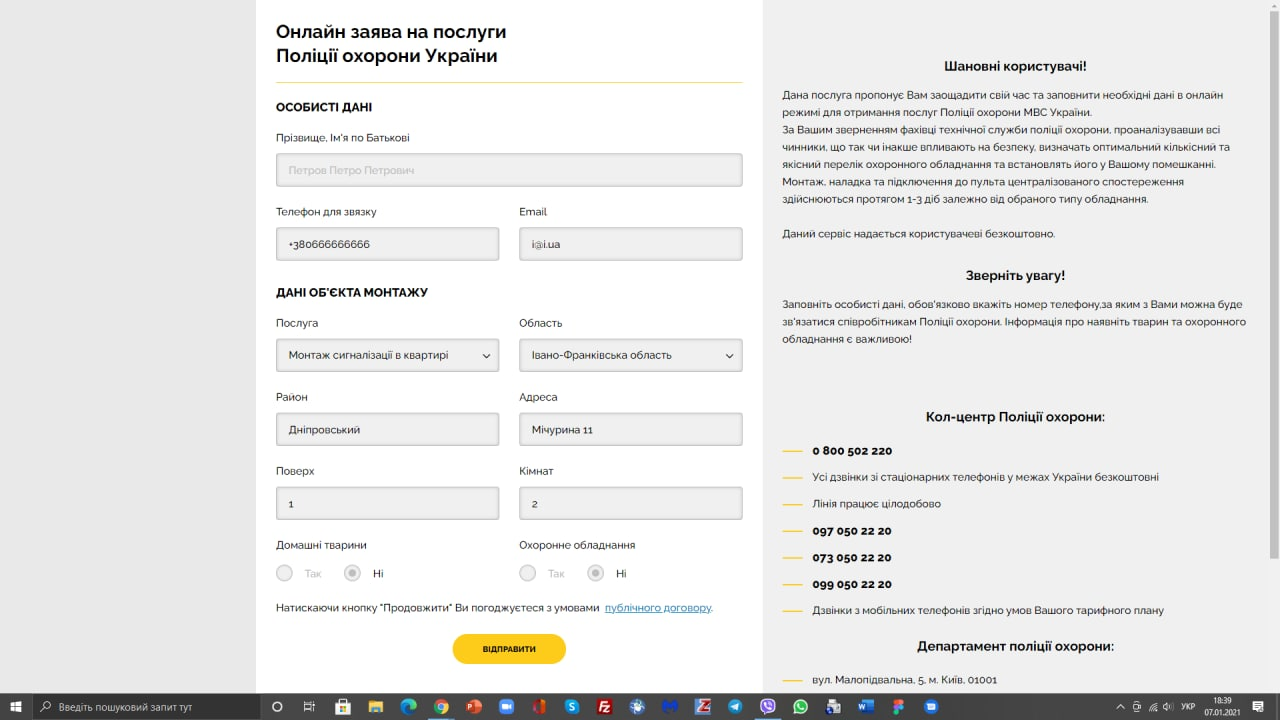 Онлайн заява на послуги
Поліції охорони України
ОСОБИСТІ ДАНІ
Прізвище, Ім'я по Батькові
Петров Петро Петрович
Телефон для звязку
Email
+380666666666
i@i.ua
ДАНІ ОБ'ЄКТА МОНТАЖУ
Послуга
Область
Монтаж сигналізації в квартирі
Івано-Франківська область
Район
Адреса
Дніпровський
Мічурина 11
Поверх
Кімнат
1
2
Домашні тварини
Охоронне обладнання
Так
Ні
Так
Ні
Натискаючи кнопку "Продовжити" Ви погоджуєтеся з умовами публічного договору.
ВІДПРАВИТИ
Шановні користувачі!
Дана послуга пропонує Вам заощадити свій час та заповнити необхідні дані в онлайн
режимі для отримання послуг Поліції охорони МВС України.
За Вашим зверненням фахівці технічної служби поліції охорони, проаналізувавши всі
чинники, що так чи інакше впливають на безпеку, визначать оптимальний кількісний та
якісний перелік охоронного обладнання та встановлять його у Вашому помешканні.
Монтаж, наладка та підключення до пульта централізованого спостереження
здійснюються протягом 1-3 діб залежно від обраного типу обладнання.
Даний сервіс надається користувачеві безкоштовно.
Зверніть увагу!
Заповніть особисті дані, обов'язково вкажіть номер телефону,за яким з Вами можна буде
зв'язатися співробітникам Поліції охорони. Інформація про наявніть тварин та охоронного
обладнання є важливою!
Кол-центр Поліції охорони:
0 800 502 220
Усі дзвінки зі стаціонарних телефонів у межах України безкоштовні
Лінія працює цілодобово
097 050 22 20
073 050 22 20
099 050 22 20
Дзвінки з мобільних телефонів згідно умов Вашого тарифного плану
Департамент поліції охорони:
вул. Малопідвальна, 5, м. Київ, 01001
Введіть пошуковий запит тут
УКР
18:39
07.01.2021